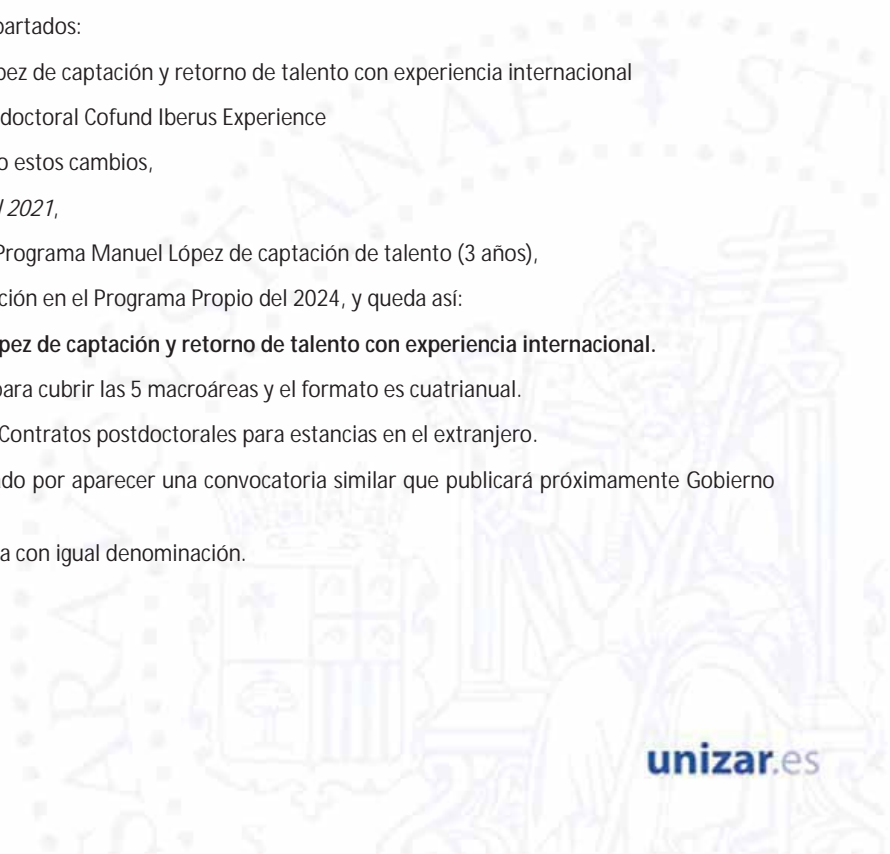 partados:
pez de captación y retorno de talento con experiencia internacional
doctoral Cofund Iberus Experience
o estos cambios,
l 2021,
Programa Manuel López de captación de talento (3 años),
ción en el Programa Propio del 2024, y queda así:
pez de captación y retorno de talento con experiencia internacional.
para cubrir las 5 macroáreas y el formato es cuatrianual.
Contratos postdoctorales para estancias en el extranjero.
do por aparecer una convocatoria similar que publicará próximamente Gobierno
a con igual denominación.
unizar.es